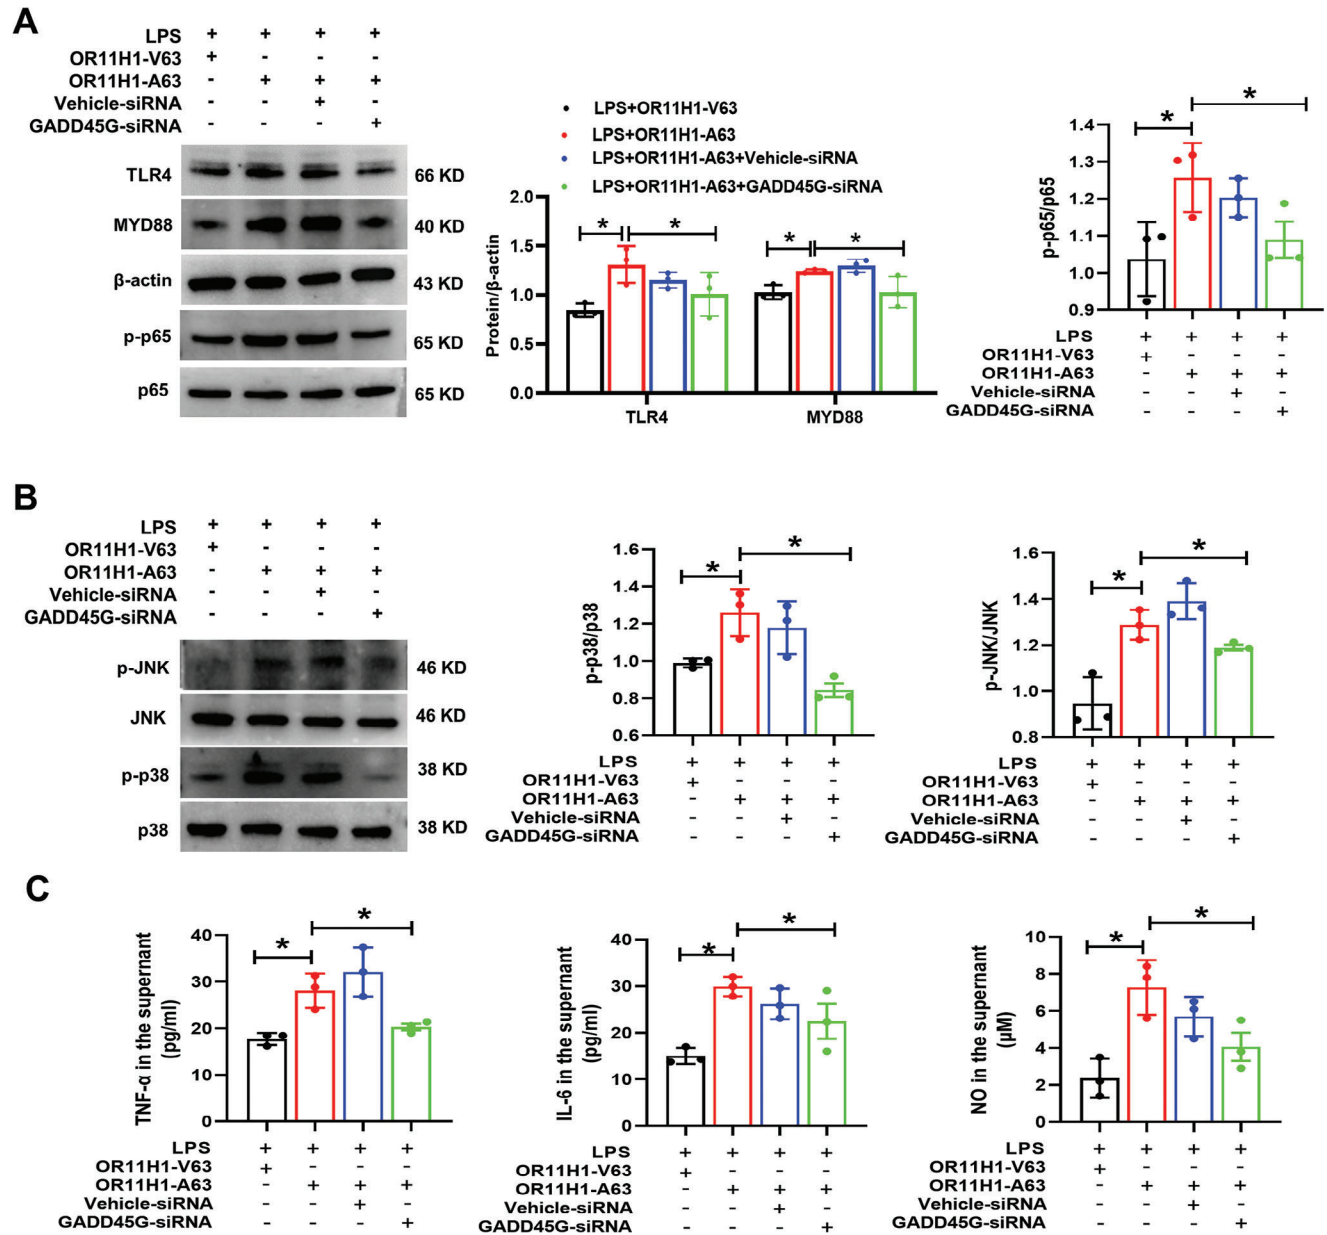 A
LPS + + + +
OR11H1-V63 + - - -
OR11H1-A63 - + + +
Vehicle-siRNA - - + -
GADD45G-siRNA - - - +
TLR4 66 KD
MYD88 40 KD
β-actin 43 KD
p-p65 65 KD
p65 65 KD
LPS+OR11H1-V63
LPS+OR11H1-A63
LPS+OR11H1-A63+Vehicle-siRNA
LPS+OR11H1-A63+GADD45G-siRNA
Protein/β-actin
2.0
1.5
1.0
0.5
0.0
* * * *
TLR4 MYD88
p-p65/p65
1.4
1.3
1.2
1.1
1.0
0.9
* *
LPS + + + +
OR11H1-V63 + - - -
OR11H1-A63 - + + +
Vehicle-siRNA - - + -
GADD45G-siRNA - - - +
B
LPS + + + +
OR11H1-V63 + - - -
OR11H1-A63 - + + +
Vehicle-siRNA - - + -
GADD45G-siRNA - - - +
p-JNK 46 KD
JNK 46 KD
p-p38 38 KD
p38 38 KD
p-p38/p38
1.6
1.4
1.2
1.0
0.8
0.6
* *
LPS + + + +
OR11H1-V63 + - - -
OR11H1-A63 - + + +
Vehicle-siRNA - - + -
GADD45G-siRNA - - - +
p-JNK/JNK
1.6
1.4
1.2
1.0
0.8
* *
LPS + + + +
OR11H1-V63 + - - -
OR11H1-A63 - + + +
Vehicle-siRNA - - + -
GADD45G-siRNA - - - +
C
TNF-α in the supernant
(pg/ml)
40
30
20
10
0
* *
LPS + + + +
OR11H1-V63 + - - -
OR11H1-A63 - + + +
Vehicle-siRNA - - + -
GADD45G-siRNA - - - +
IL-6 in the supernant
(pg/ml)
40
30
20
10
0
* *
LPS + + + +
OR11H1-V63 + - - -
OR11H1-A63 - + + +
Vehicle-siRNA - - + -
GADD45G-siRNA - - - +
NO in the supernant
(μM)
10
8
6
4
2
0
* *
LPS + + + +
OR11H1-V63 + - - -
OR11H1-A63 - + + +
Vehicle-siRNA - - + -
GADD45G-siRNA - - - +